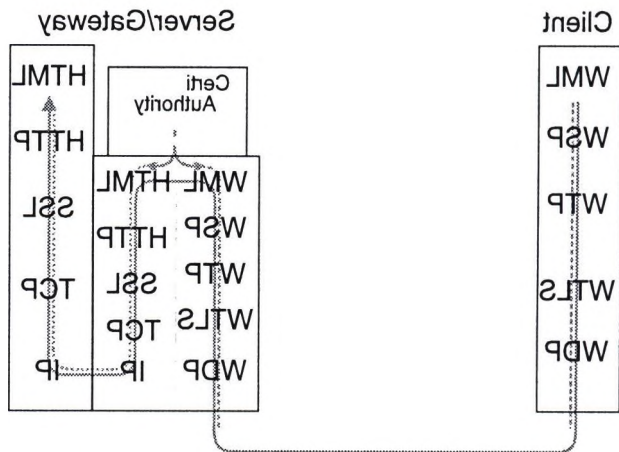 Client
WML
WSP
WTP
WTLS
WDP
Server/Gateway
Certi
Authority
WML
WSP
WTP
WTLS
WDP
HTML
HTTP
SSL
TCP
IP
HTML
HTTP
SSL
TCP
IP